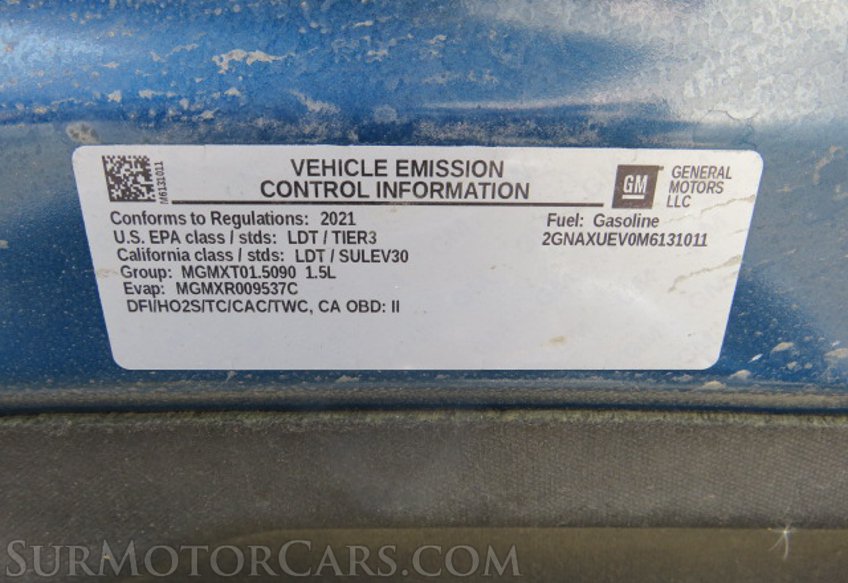 M6131011
VEHICLE EMISSION
CONTROL INFORMATION
GM
GENERAL
MOTORS
LLC
Conforms to Regulations: 2021
U.S. EPA class / stds: LDT / TIER3
California class / stds: LDT / SULEV30
Group: MGMXT01.5090 1.5L
Evap: MGMXR009537C
DFI/HO2S/TC/CAC/TWC, CA OBD: II
Fuel: Gasoline
2GNAXUEV0M6131011
SurMotorCars.com